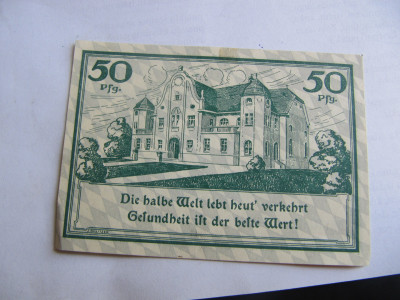 50 50
Pfg. Pfg.
Die halbe Welt lebt heut' verkehrt
Gesundheit ist der beste Wert!